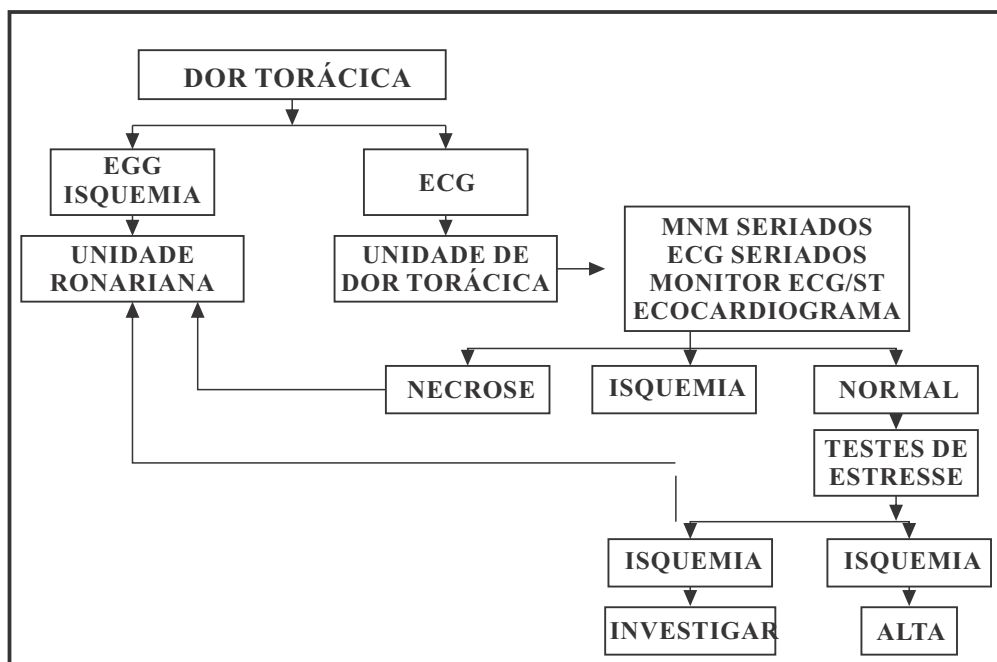 DOR TORÁCICA
EGG
ISQUEMIA
ECG
UNIDADE
RONARIANA
UNIDADE DE
DOR TORÁCICA
MNM SERIADOS
ECG SERIADOS
MONITOR ECG/ST
ECOCARDIOGRAMA
NECROSE
ISQUEMIA
NORMAL
TESTES DE
ESTRESSE
ISQUEMIA
ISQUEMIA
INVESTIGAR
ALTA